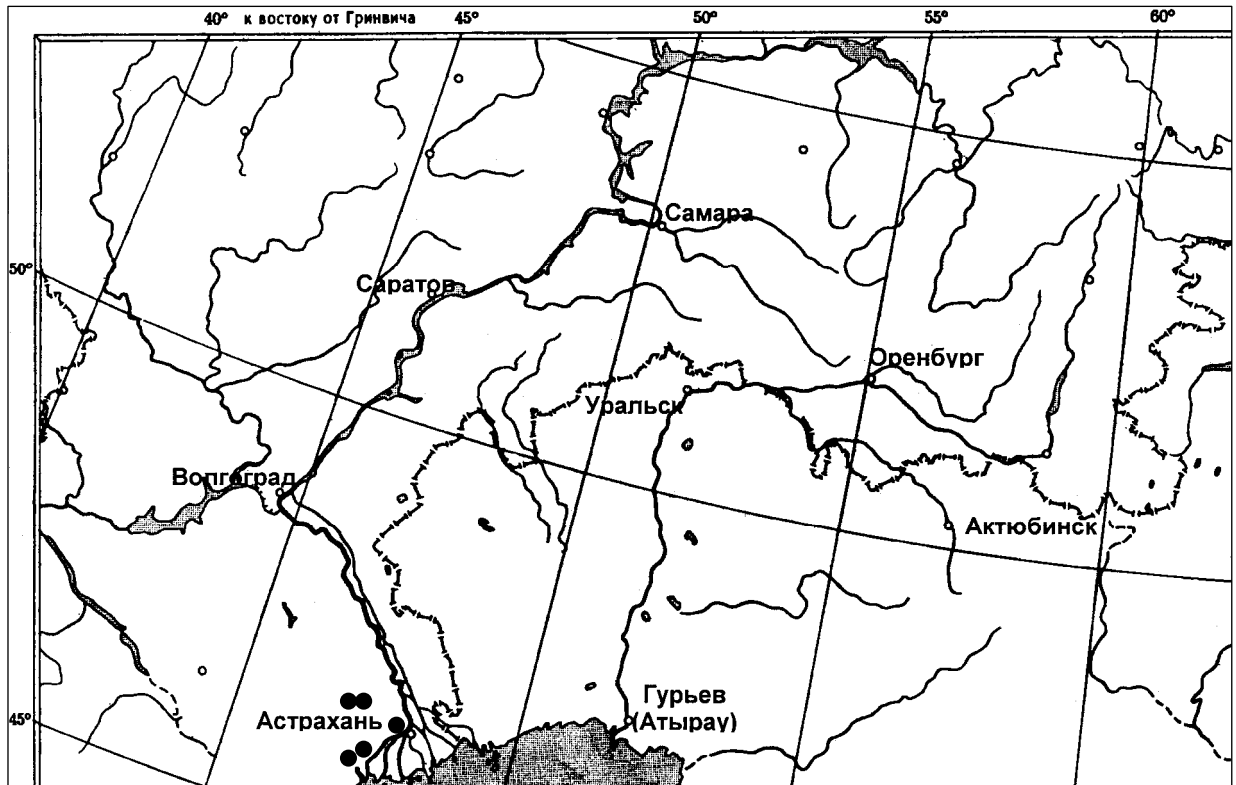 40° к востоку от Гринвича 45° 50° 55° 60°
Самара
50°
Саратов
Оренбург
Уральск
Волгоград
Актюбинск
Гурьев
(Атырау)
Астрахань
45°